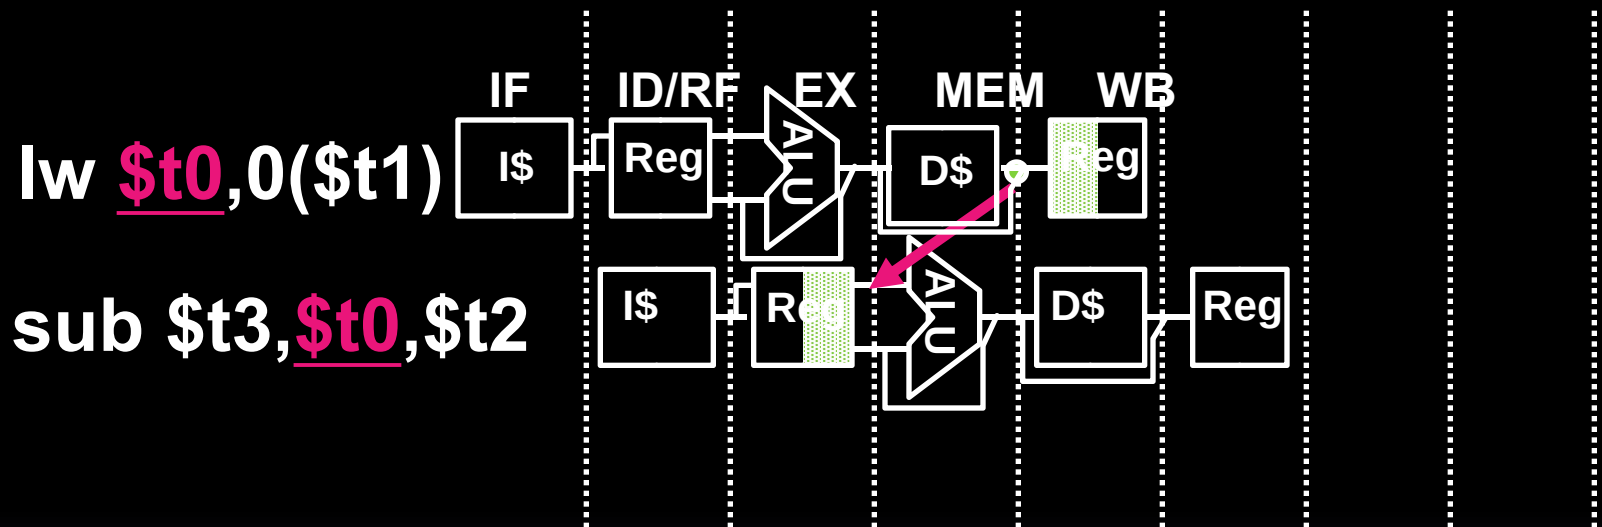 IF ID/RF EX MEM WB
lw $t0,0($t1) I$ Reg ALU D$ Reg
sub $t3,$t0,$t2 I$ Reg ALU D$ Reg